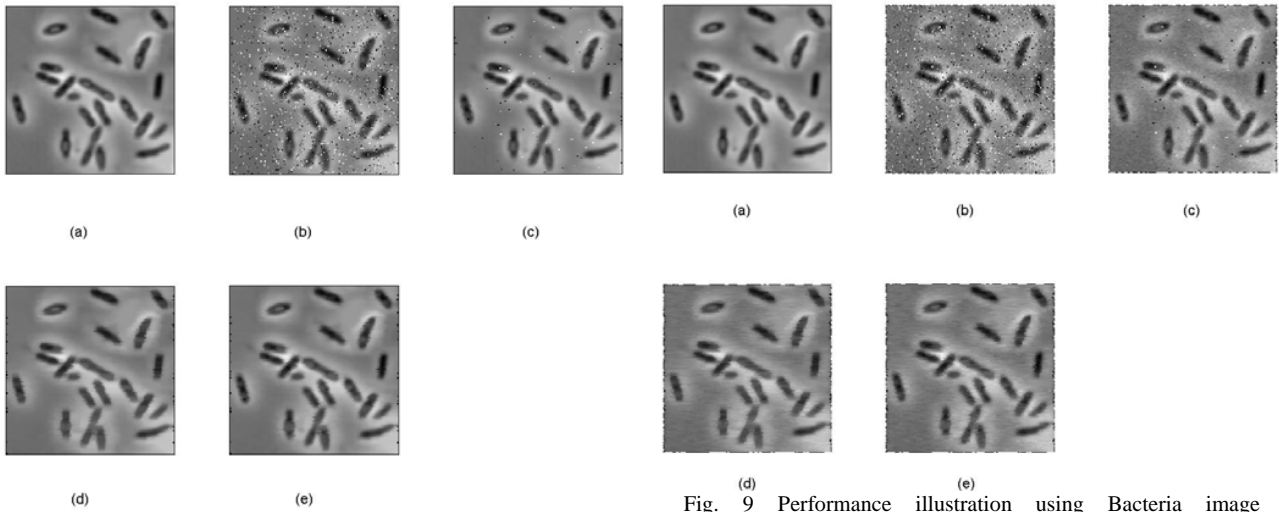 (a)
(b)
(c)
(d)
(e)
(a)
(b)
(c)
(d)
(e)
Fig. 9 Performance illustration using Bacteria image